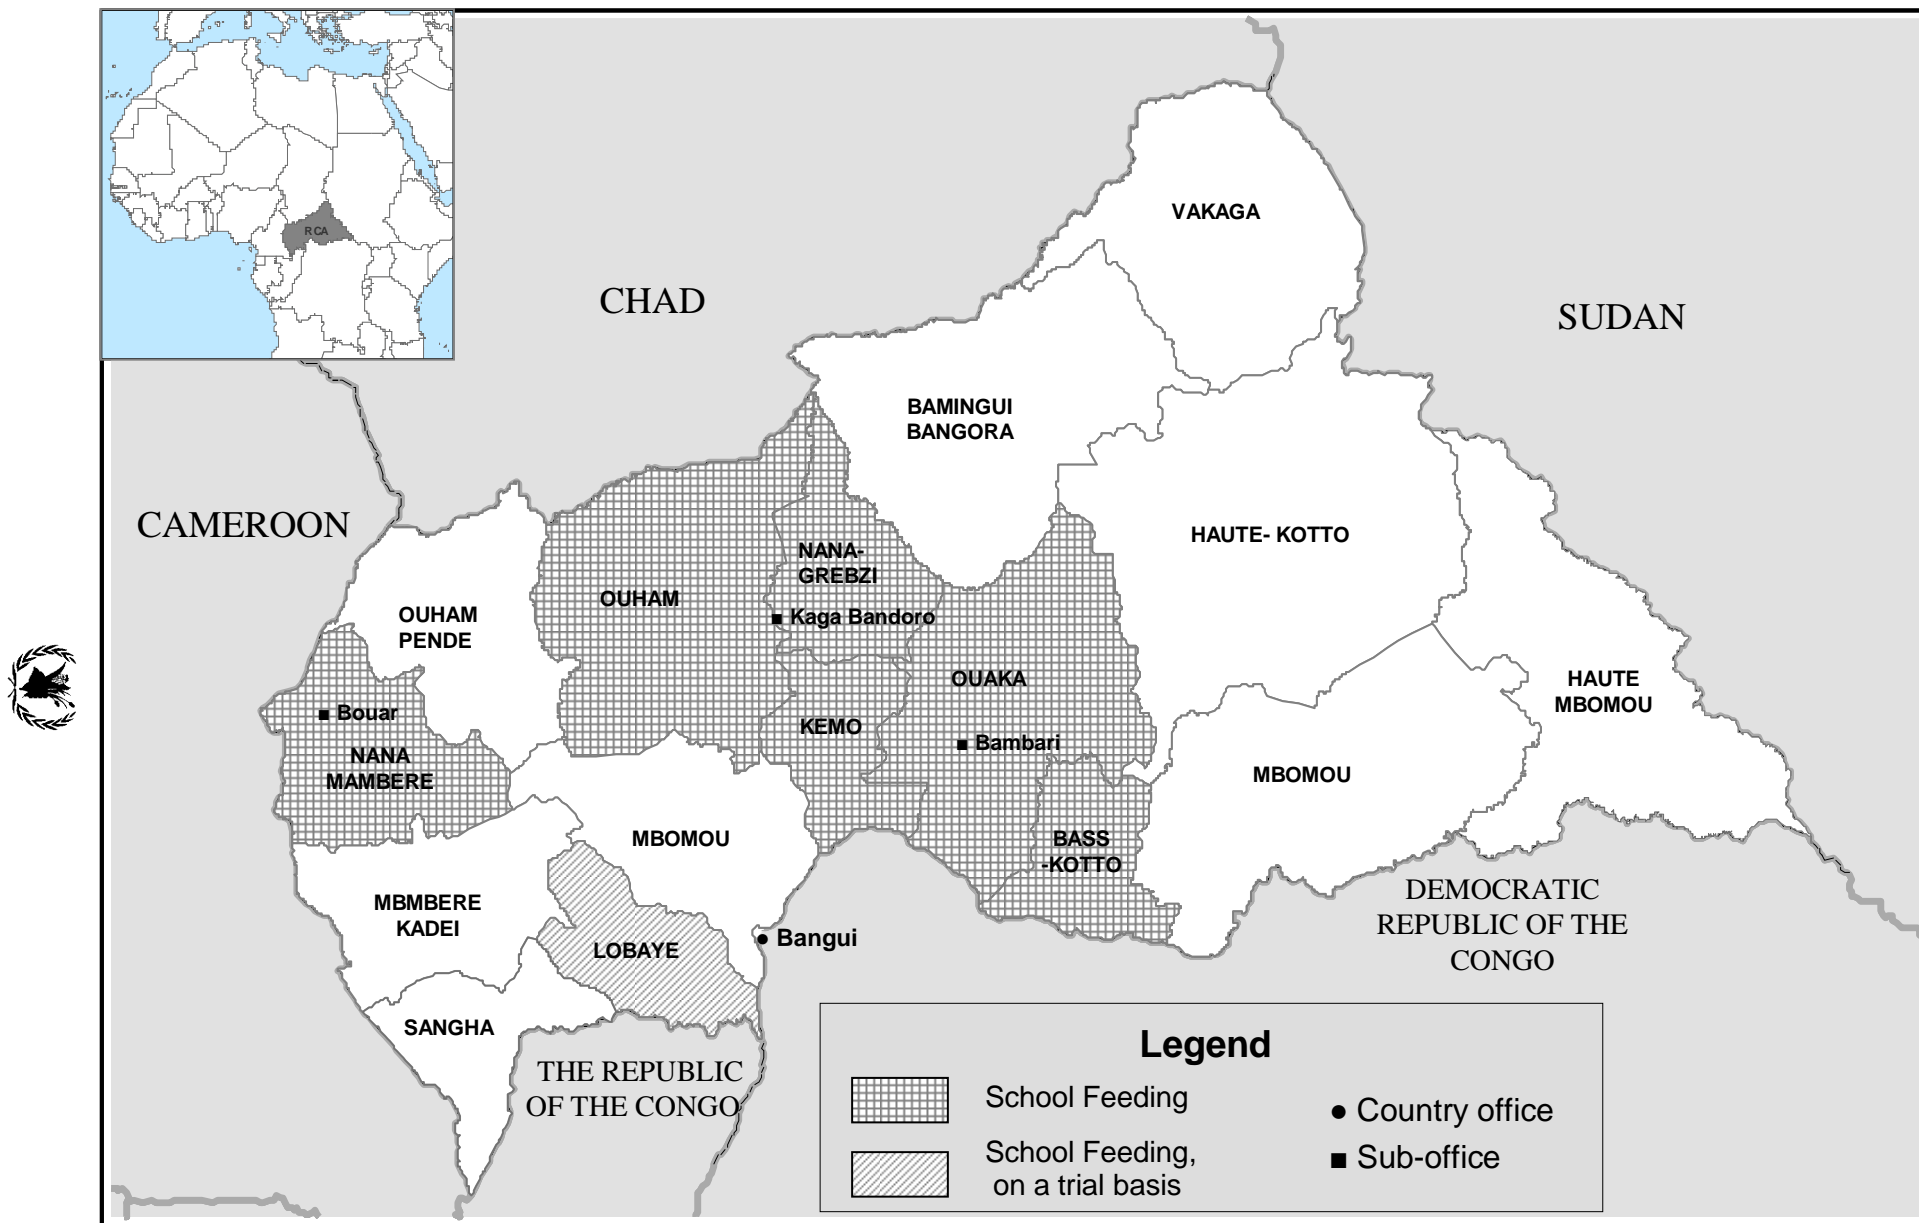 RCA
VAKAGA
CHAD
SUDAN
BAMINGUI
BANGORA
CAMEROON
HAUTE- KOTTO
NANA-
GREBZI
OUHAM
Kaga Bandoro
OUHAM
PENDE
OUAKA
HAUTE
MBOMOU
Bouar
KEMO
Bambari
NANA
MAMBERE
MBOMOU
MBOMOU
BASS
-KOTTO
MBMBERE
KADEI
DEMOCRATIC
REPUBLIC OF THE
CONGO
Bangui
LOBAYE
SANGHA
THE REPUBLIC
OF THE CONGO
Legend
School Feeding
Country office
School Feeding,
on a trial basis
Sub-office